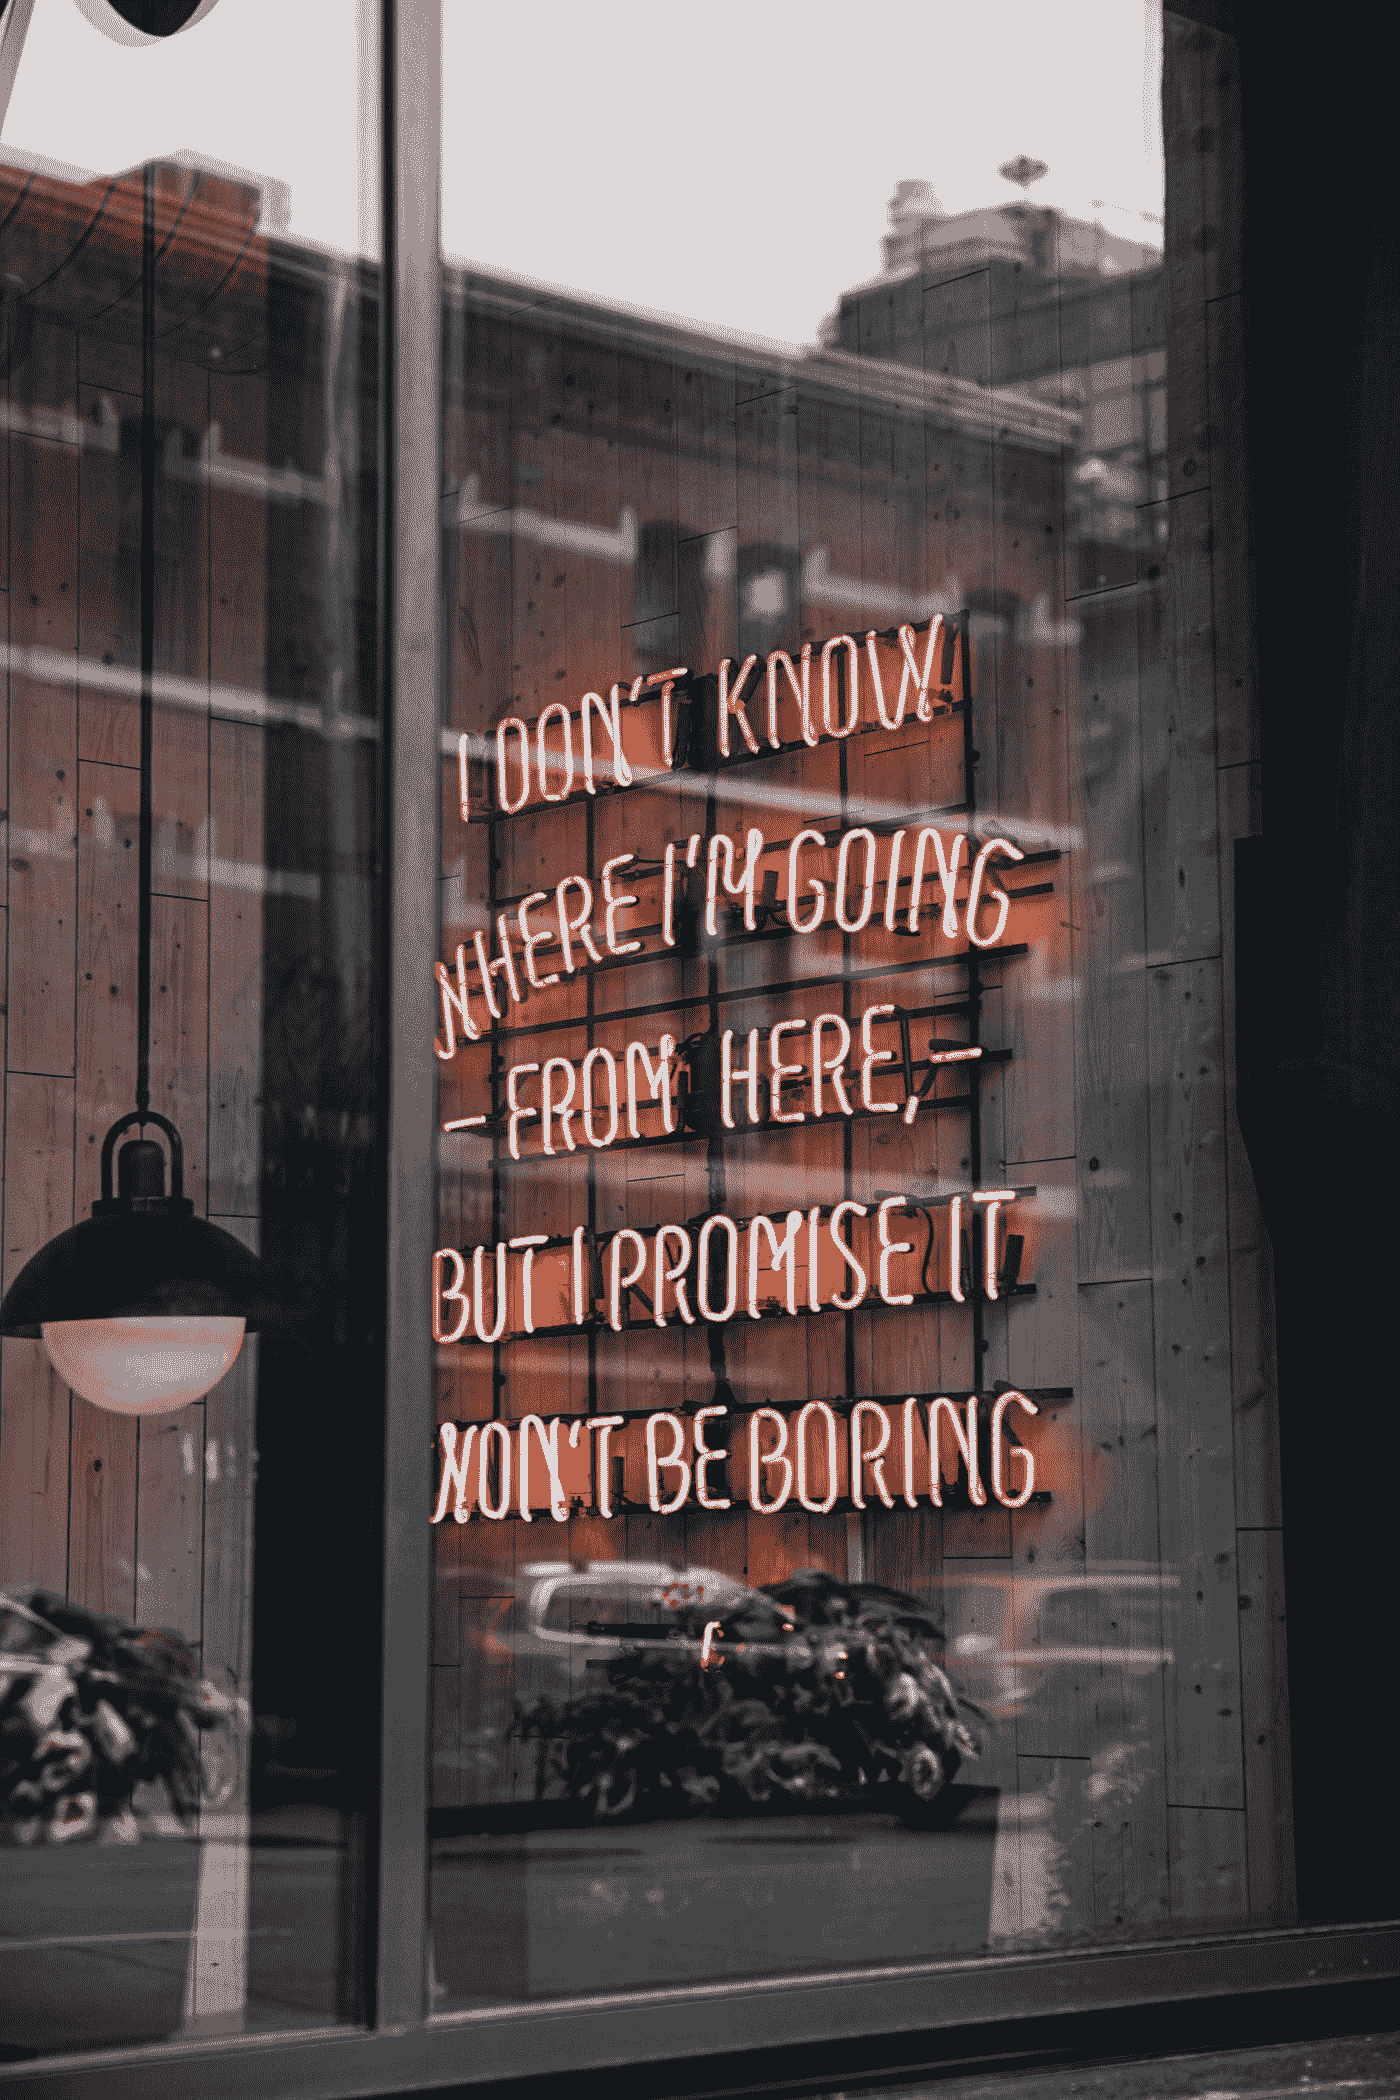 I DON'T KNOW
WHERE I'M GOING
- FROM HERE, -
BUT I PROMISE IT
WON'T BE BORING